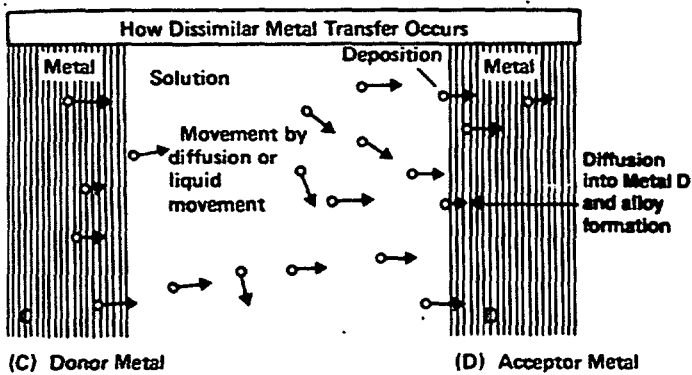 How Dissimilar Metal Transfer Occurs
Metal
Solution
Deposition
Metal
Movement by
diffusion or
liquid
movement
Diffusion
into Metal D
and alloy
formation
C
D
(C) Donor Metal
(D) Acceptor Metal